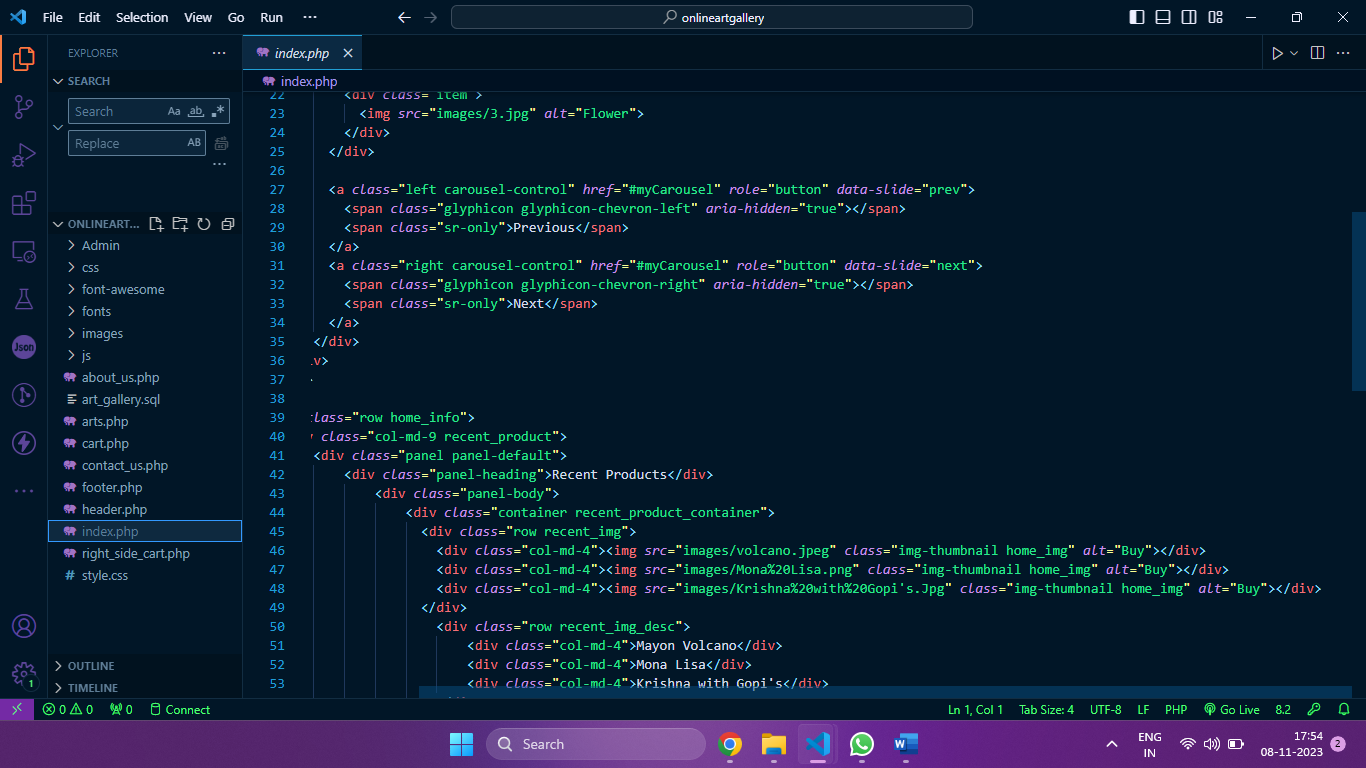 File Edit Selection View Go Run ···
onlineartgallery
EXPLORER ···
SEARCH
Search Aa ab .*
Replace AB
···
ONLINEART...
Admin
css
font-awesome
fonts
images
js
about_us.php
art_gallery.sql
arts.php
cart.php
contact_us.php
footer.php
header.php
index.php
right_side_cart.php
# style.css
OUTLINE
TIMELINE
Json
1
index.php
index.php
22 <div class="item">
23 <img src="images/3.jpg" alt="Flower">
24 </div>
25 </div>
26
27 <a class="left carousel-control" href="#myCarousel" role="button" data-slide="prev">
28 <span class="glyphicon glyphicon-chevron-left" aria-hidden="true"></span>
29 <span class="sr-only">Previous</span>
30 </a>
31 <a class="right carousel-control" href="#myCarousel" role="button" data-slide="next">
32 <span class="glyphicon glyphicon-chevron-right" aria-hidden="true"></span>
33 <span class="sr-only">Next</span>
34 </a>
35 </div>
36 iv>
37
38
39 class="row home_info">
40 class="col-md-9 recent_product">
41 <div class="panel panel-default">
42 <div class="panel-heading">Recent Products</div>
43 <div class="panel-body">
44 <div class="container recent_product_container">
45 <div class="row recent_img">
46 <div class="col-md-4"><img src="images/volcano.jpeg" class="img-thumbnail home_img" alt="Buy"></div>
47 <div class="col-md-4"><img src="images/Mona%20Lisa.png" class="img-thumbnail home_img" alt="Buy"></div>
48 <div class="col-md-4"><img src="images/Krishna%20with%20Gopi's.Jpg" class="img-thumbnail home_img" alt="Buy"></div>
49 </div>
50 <div class="row recent_img_desc">
51 <div class="col-md-4">Mayon Volcano</div>
52 <div class="col-md-4">Mona Lisa</div>
53 <div class="col-md-4">Krishna with Gopi's</div>
0 0 0 Connect
Ln 1, Col 1 Tab Size: 4 UTF-8 LF PHP Go Live 8.2
Search
ENG
IN
17:54
08-11-2023
2